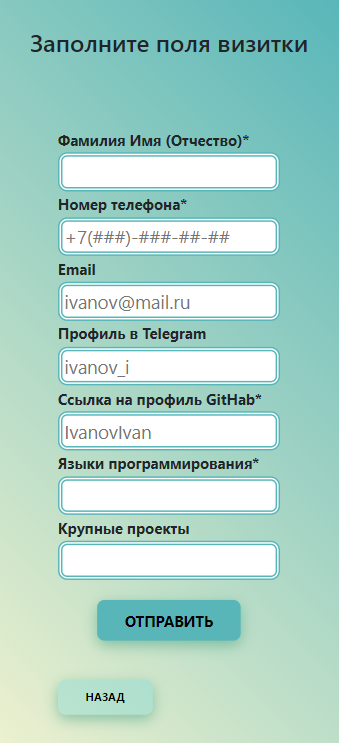 Заполните поля визитки
Фамилия Имя (Отчество)*
Номер телефона*
+7(###)-###-##-##
Email
ivanov@mail.ru
Профиль в Telegram
ivanov_i
Ссылка на профиль GitHab*
IvanovIvan
Языки программирования*
Крупные проекты
ОТПРАВИТЬ
НАЗАД